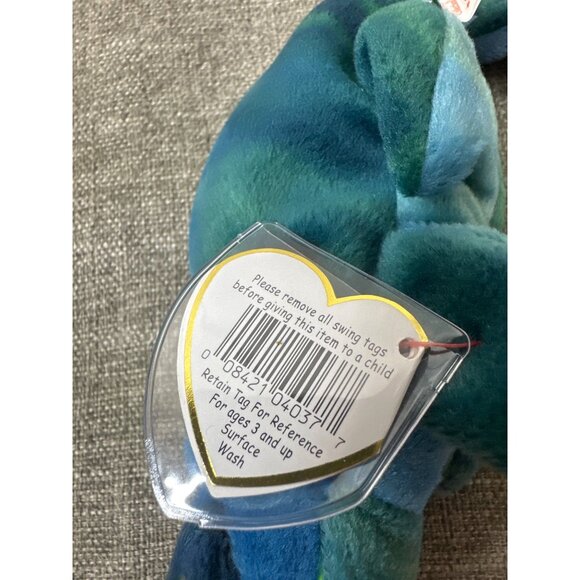 Please remove all swing tags
before giving this item to a child
0 08421 04037 7
Retain Tag For Reference
For ages 3 and up
Surface
Wash